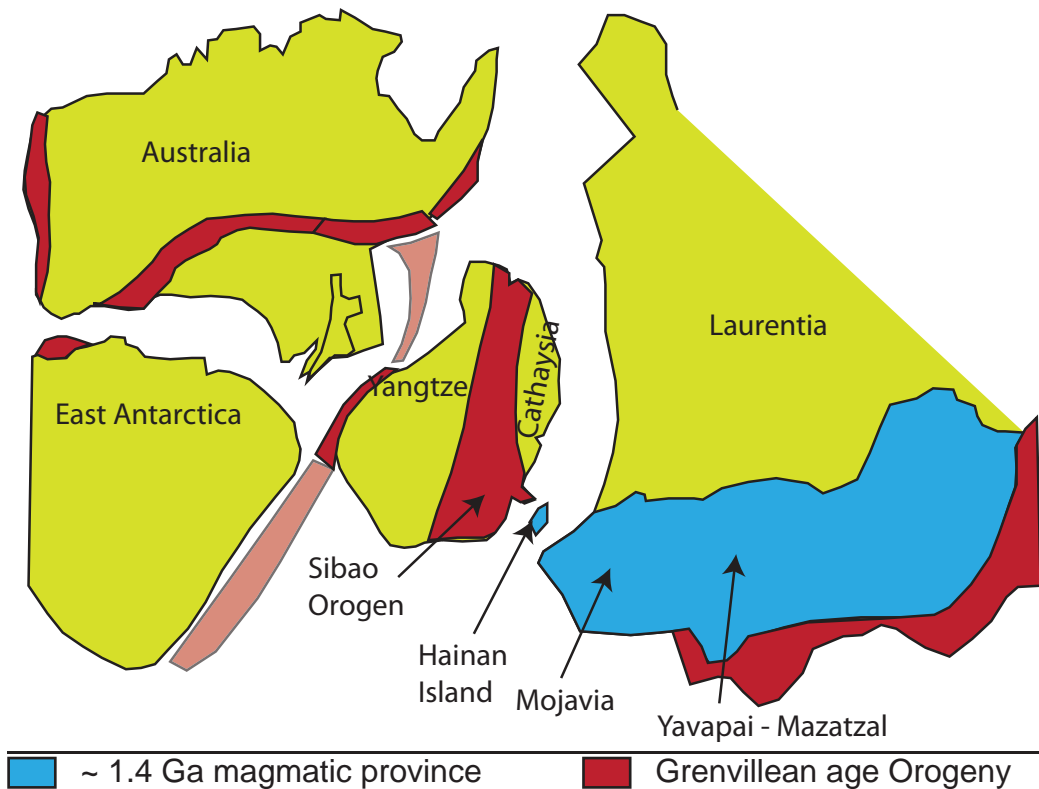 Australia
Laurentia
East Antarctica
Yangtze
Cathaysia
Sibao
Orogen
Hainan
Island
Mojavia
Yavapai - Mazatzal
~ 1.4 Ga magmatic province
Grenvillean age Orogeny